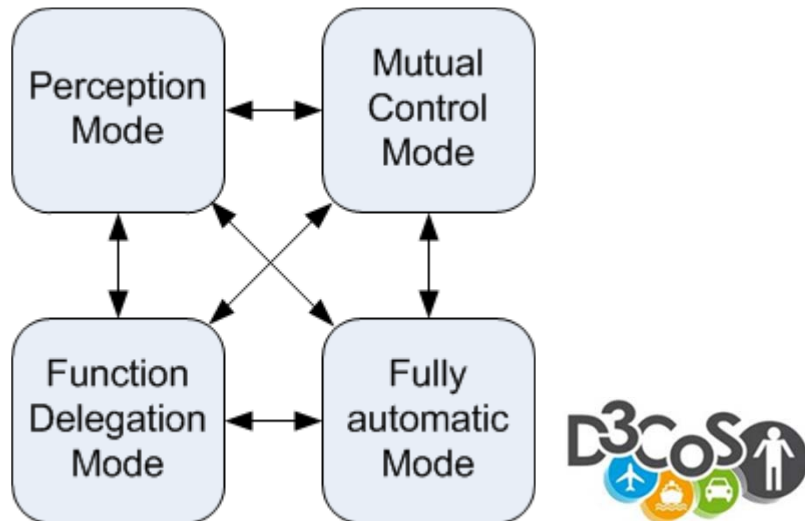 Perception
Mode
Mutual
Control
Mode
Function
Delegation
Mode
Fully
automatic
Mode
D3CoS